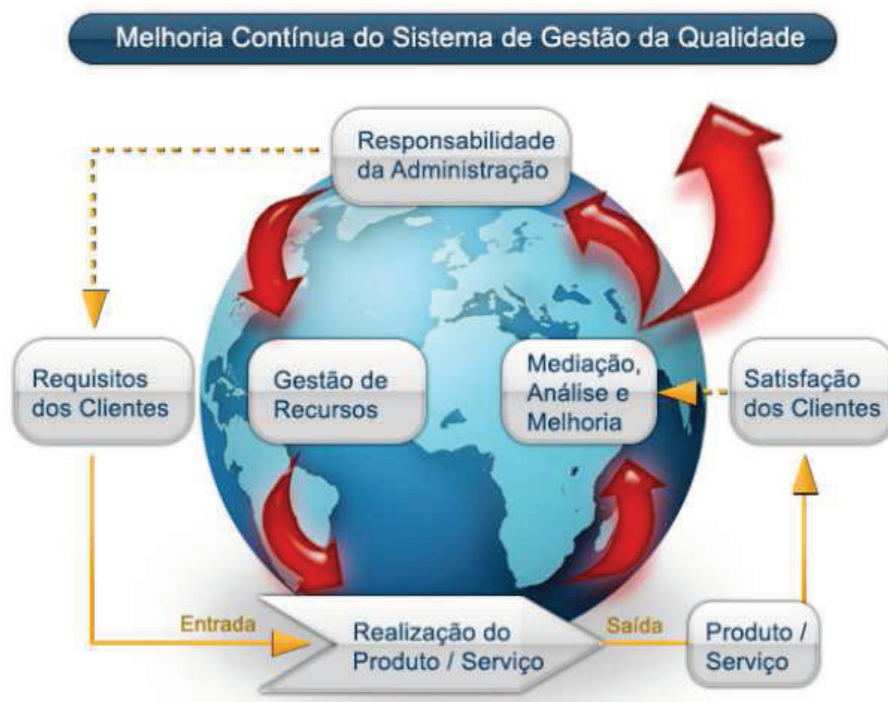 Melhoria Contínua do Sistema de Gestão da Qualidade
Responsabilidade
da Administração
Requisitos
dos Clientes
Gestão de
Recursos
Mediação,
Análise e
Melhoria
Satisfação
dos Clientes
Entrada
Realização do
Produto / Serviço
Saída
Produto /
Serviço